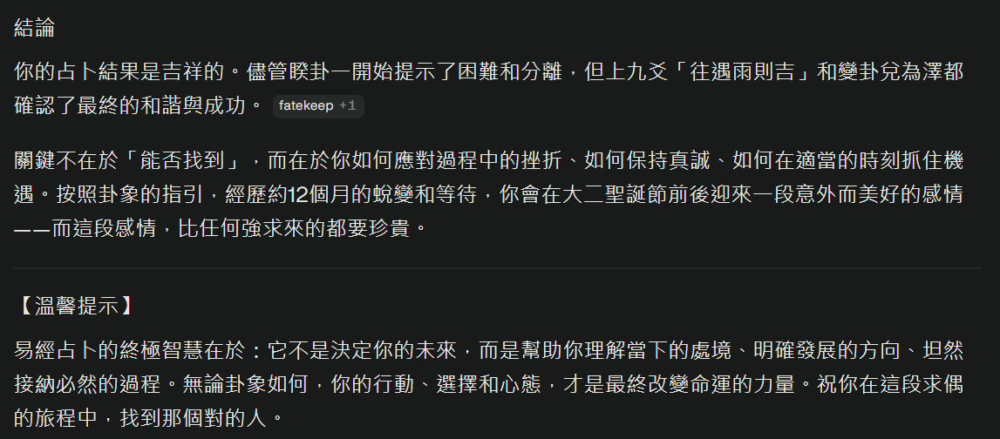 結論
你的占卜結果是吉祥的。儘管睽卦一開始提示了困難和分離，但上九爻「往遇雨則吉」和變卦兌為澤都
確認了最終的和諧與成功。 fatekeep +1
關鍵不在於「能否找到」，而在於你如何應對過程中的挫折、如何保持真誠、如何在適當的時刻抓住機
遇。按照卦象的指引，經歷約12個月的蛻變和等待，你會在大二聖誕節前後迎來一段意外而美好的感情
——而這段感情，比任何強求來的都要珍貴。
【溫馨提示】
易經占卜的終極智慧在於：它不是決定你的未來，而是幫助你理解當下的處境、明確發展的方向、坦然
接納必然的過程。無論卦象如何，你的行動、選擇和心態，才是最終改變命運的力量。祝你在這段求偶
的旅程中，找到那個對的人。